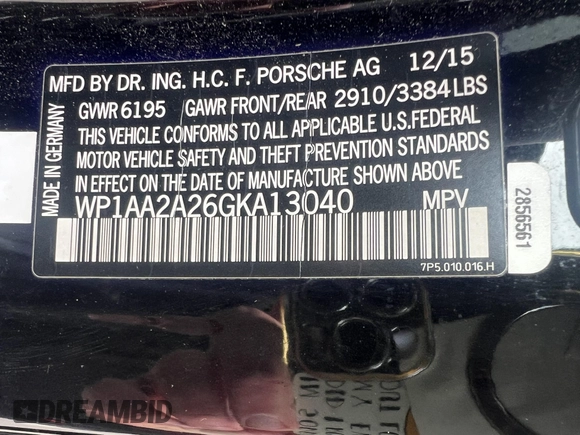 MFD BY DR. ING. H.C. F. PORSCHE AG 12/15
GVWR 6195 GAWR FRONT/REAR 2910/3384 LBS
THIS VEHICLE CONFORMS TO ALL APPLICABLE U.S.FEDERAL
MOTOR VEHICLE SAFETY AND THEFT PREVENTION STANDARDS
IN EFFECT ON THE DATE OF MANUFACTURE SHOWN ABOVE
WP1AA2A26GKA13040 MPV
MADE IN GERMANY
2856561
7P5.010.016.H
DREAMBID